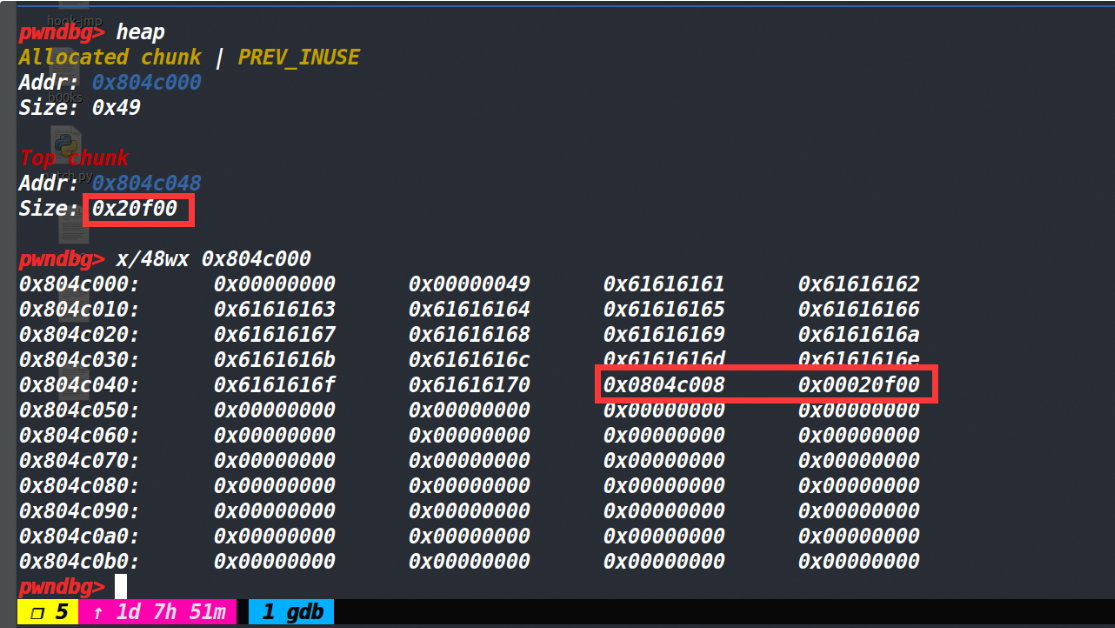 hook-imp
pwndbg> heap
Allocated chunk | PREV_INUSE
Addr: 0x804c000
books
Size: 0x49
Top chunk
Addr: 0x804c048
Size: 0x20f00
pwndbg> x/48wx 0x804c000
0x804c000: 0x00000000 0x00000049 0x61616161 0x61616162
0x804c010: 0x61616163 0x61616164 0x61616165 0x61616166
0x804c020: 0x61616167 0x61616168 0x61616169 0x6161616a
0x804c030: 0x6161616b 0x6161616c 0x6161616d 0x6161616e
0x804c040: 0x6161616f 0x61616170 0x0804c008 0x00020f00
0x804c050: 0x00000000 0x00000000 0x00000000 0x00000000
0x804c060: 0x00000000 0x00000000 0x00000000 0x00000000
0x804c070: 0x00000000 0x00000000 0x00000000 0x00000000
0x804c080: 0x00000000 0x00000000 0x00000000 0x00000000
0x804c090: 0x00000000 0x00000000 0x00000000 0x00000000
0x804c0a0: 0x00000000 0x00000000 0x00000000 0x00000000
0x804c0b0: 0x00000000 0x00000000 0x00000000 0x00000000
pwndbg>
❐ 5 ↑ 1d 7h 51m 1 gdb